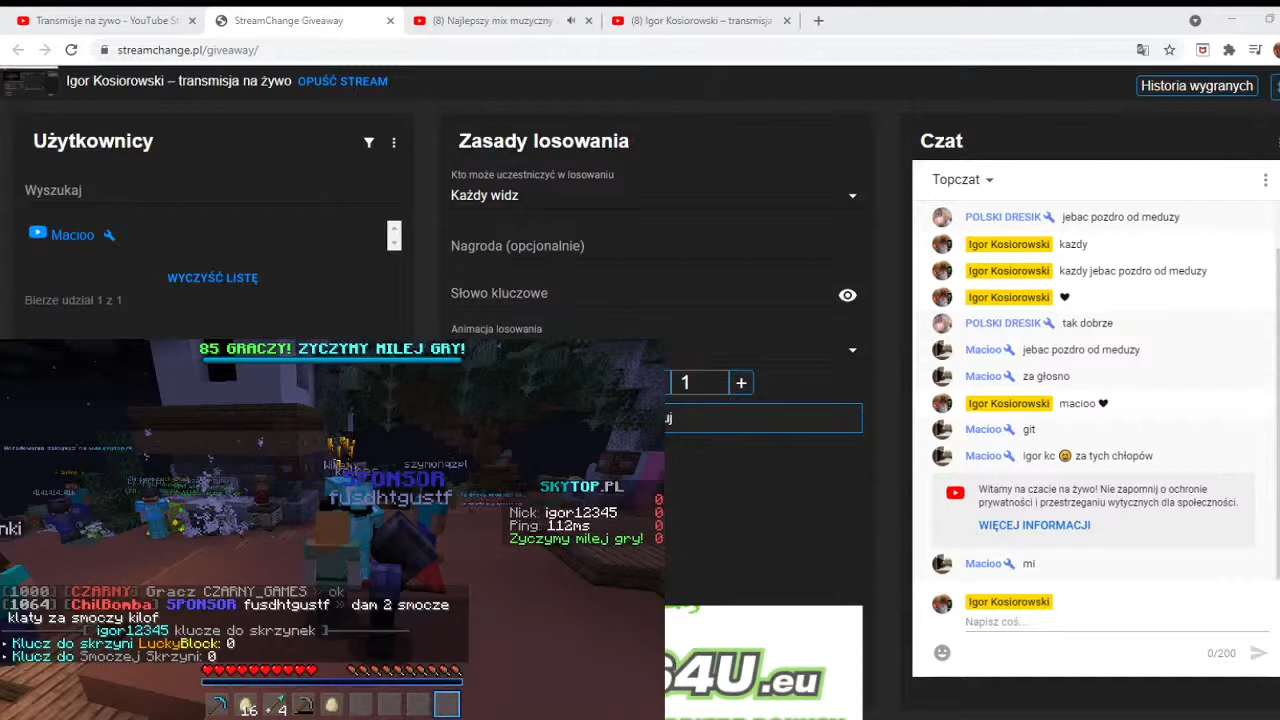 Transmisje na żywo - YouTube St
StreamChange Giveaway
(8) Najlepszy mix muzyczny
(8) Igor Kosiorowski – transmisja
streamchange.pl/giveaway/
Igor Kosiorowski – transmisja na żywo OPUŚĆ STREAM
Historia wygranych
Użytkownicy
Wyszukaj
Macioo
WYCZYŚĆ LISTĘ
Bierze udział 1 z 1
Zasady losowania
Kto może uczestniczyć w losowaniu
Każdy widz
Nagroda (opcjonalnie)
Słowo kluczowe
Animacja losowania
1 +
uj
Czat
Topczat
POLSKI DRESIK jebac pozdro od meduzy
Igor Kosiorowski kazdy
Igor Kosiorowski kazdy jebac pozdro od meduzy
Igor Kosiorowski ♥
POLSKI DRESIK tak dobrze
Macioo jebac pozdro od meduzy
Macioo za głosno
Igor Kosiorowski macioo ♥
Macioo git
Macioo igor kc za tych chłopów
Witamy na czacie na żywo! Nie zapomnij o ochronie
prywatności i przestrzeganiu wytycznych dla społeczności.
WIĘCEJ INFORMACJI
Macioo mi
Igor Kosiorowski
Napisz coś...
0/200
85 GRACZY! ZYCZYMY MILEJ GRY!
szymonqzpl
SPONSOR
fusdhtgustf
SKYTOP.PL
0
Nick: igor12345 0
Ping: 112ms 0
Zyczymy milej gry! 0
nki
[1000] [CZARNY] Gracz CZARNY_GAMES » ok
[1064] [ChilBomba] SPONSOR fusdhtgustf » dam 2 smocze
klaty za smoczy kilof
[ igor12345 klucze do skrzynek ]
Klucz do skrzyni LuckyBlock: 0
Klucz do Smoczej Skrzyni: 0
16 4
64U.eu